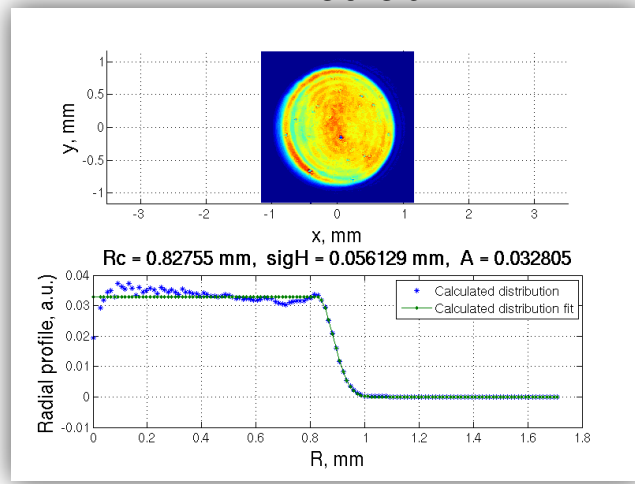 1
0.5
0
-0.5
-1
y, mm
-3 -2 -1 0 1 2 3
x, mm
Rc = 0.82755 mm, sigH = 0.056129 mm, A = 0.032805
0.04
0.03
0.02
0.01
0
-0.01
Radial profile, a.u.
Calculated distribution
Calculated distribution fit
0 0.2 0.4 0.6 0.8 1 1.2 1.4 1.6 1.8
R, mm